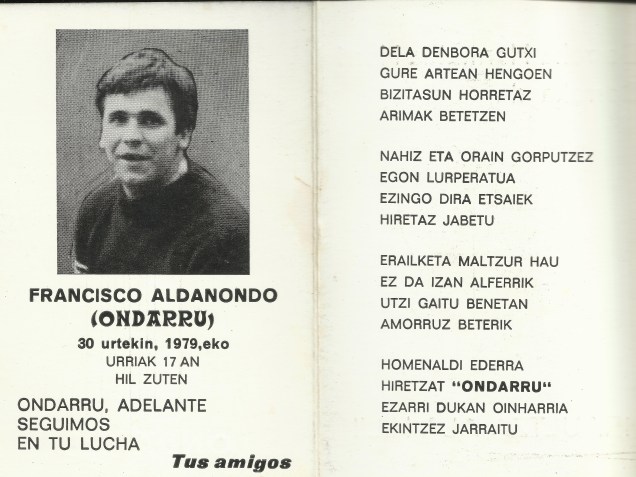 FRANCISCO ALDANONDO
(ONDARRU)
30 urtekin, 1979,eko
URRIAK 17 AN
HIL ZUTEN
ONDARRU, ADELANTE
SEGUIMOS
EN TU LUCHA
Tus amigos
DELA DENBORA GUTXI
GURE ARTEAN HENGOEN
BIZITASUN HORRETAZ
ARIMAK BETETZEN
NAHIZ ETA ORAIN GORPUTZEZ
EGON LURPERATUA
EZINGO DIRA ETSAIEK
HIRETAZ JABETU
ERAILKETA MALTZUR HAU
EZ DA IZAN ALFERRIK
UTZI GAITU BENETAN
AMORRUZ BETERIK
HOMENALDI EDERRA
HIRETZAT "ONDARRU"
EZARRI DUKAN OINHARRIA
EKINTZEZ JARRAITU